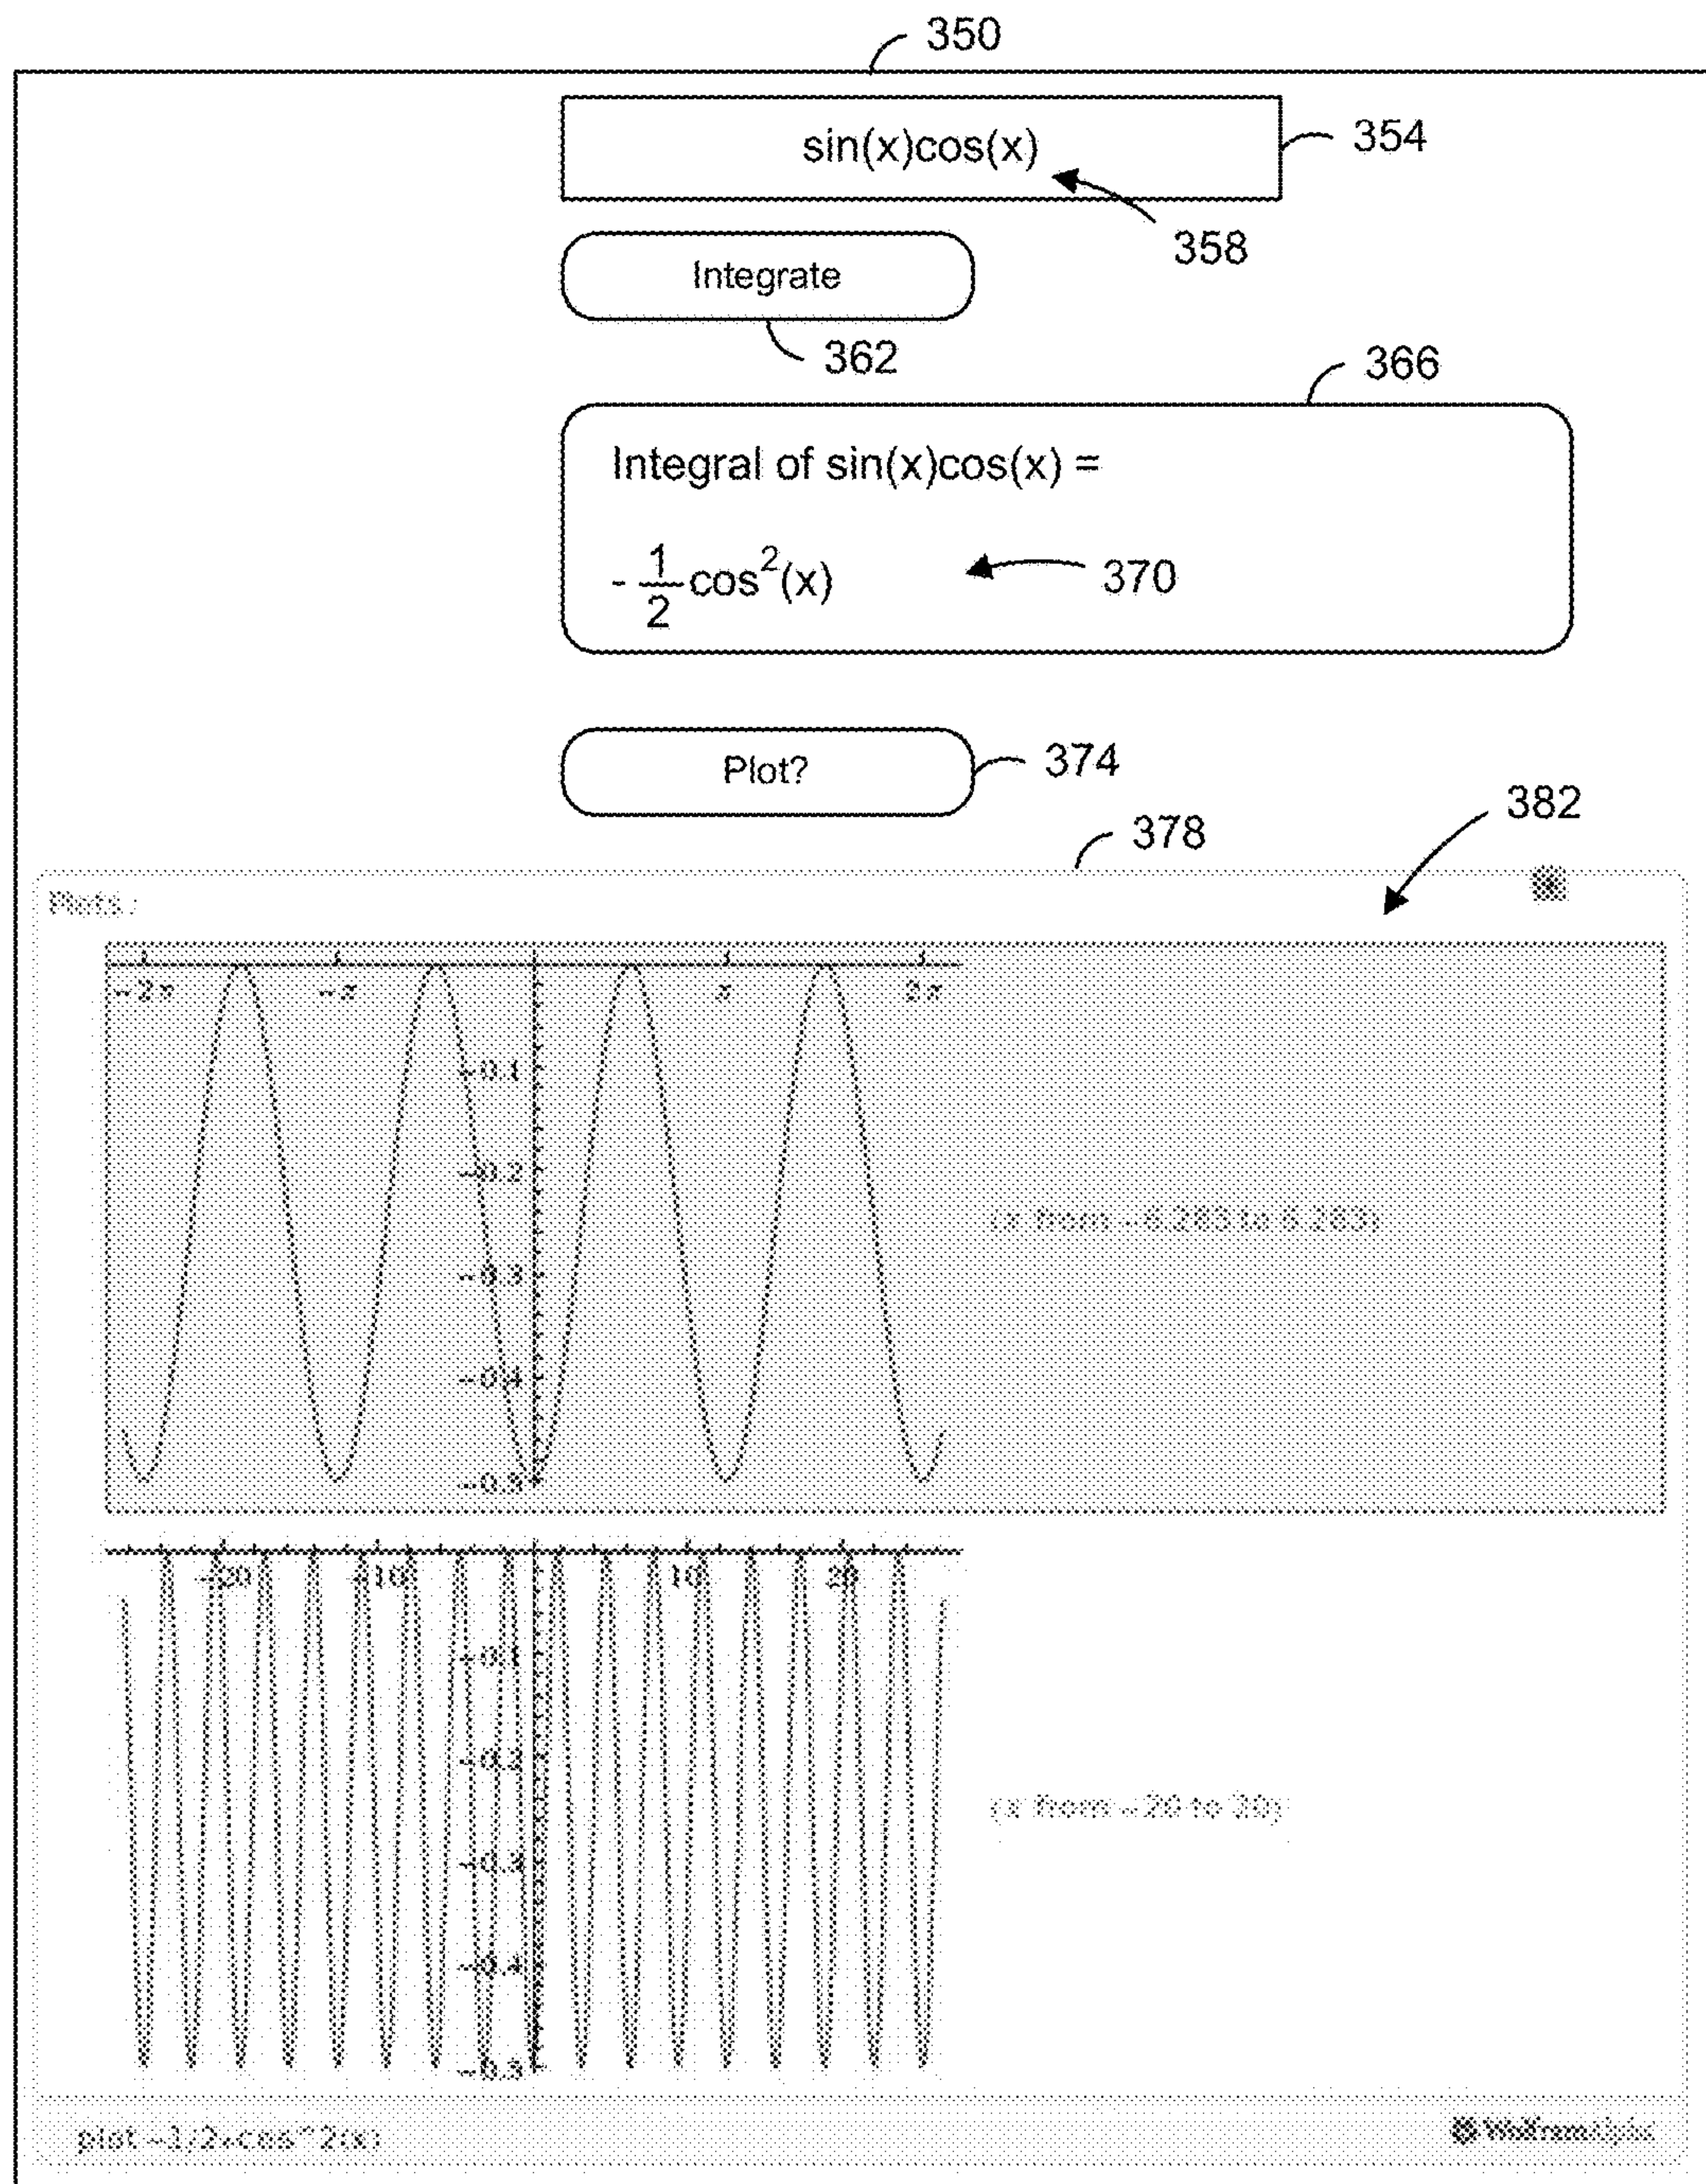 350
sin(x)cos(x)
354
358
Integrate
362
366
Integral of sin(x)cos(x) =
- 1/2 cos²(x)
370
Plot?
374
382
378
Plots:
−2π −π π 2π
−0.1
−0.2
(x from −6.283 to 6.283)
−0.3
−0.4
−0.5
−20 −10 10 20
−0.1
−0.2
(x from −20 to 20)
−0.3
−0.4
−0.5
plot −1/2*cos^2(x)
WolframAlpha